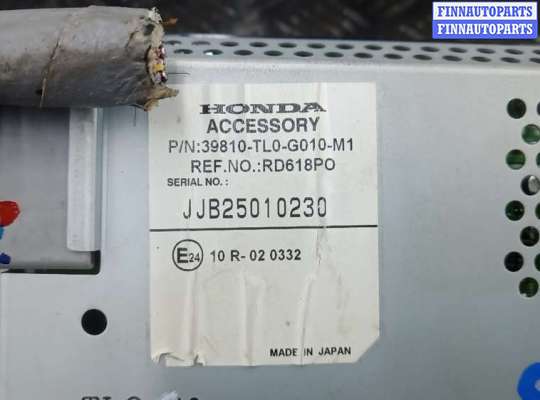 FINNAUTOPARTS
FINNAUTOPARTS
HONDA
ACCESSORY
P/N:39810-TL0-G010-M1
REF.NO.:RD618PO
SERIAL NO.:
JJB25010230
E24 10 R-02 0332
MADE IN JAPAN